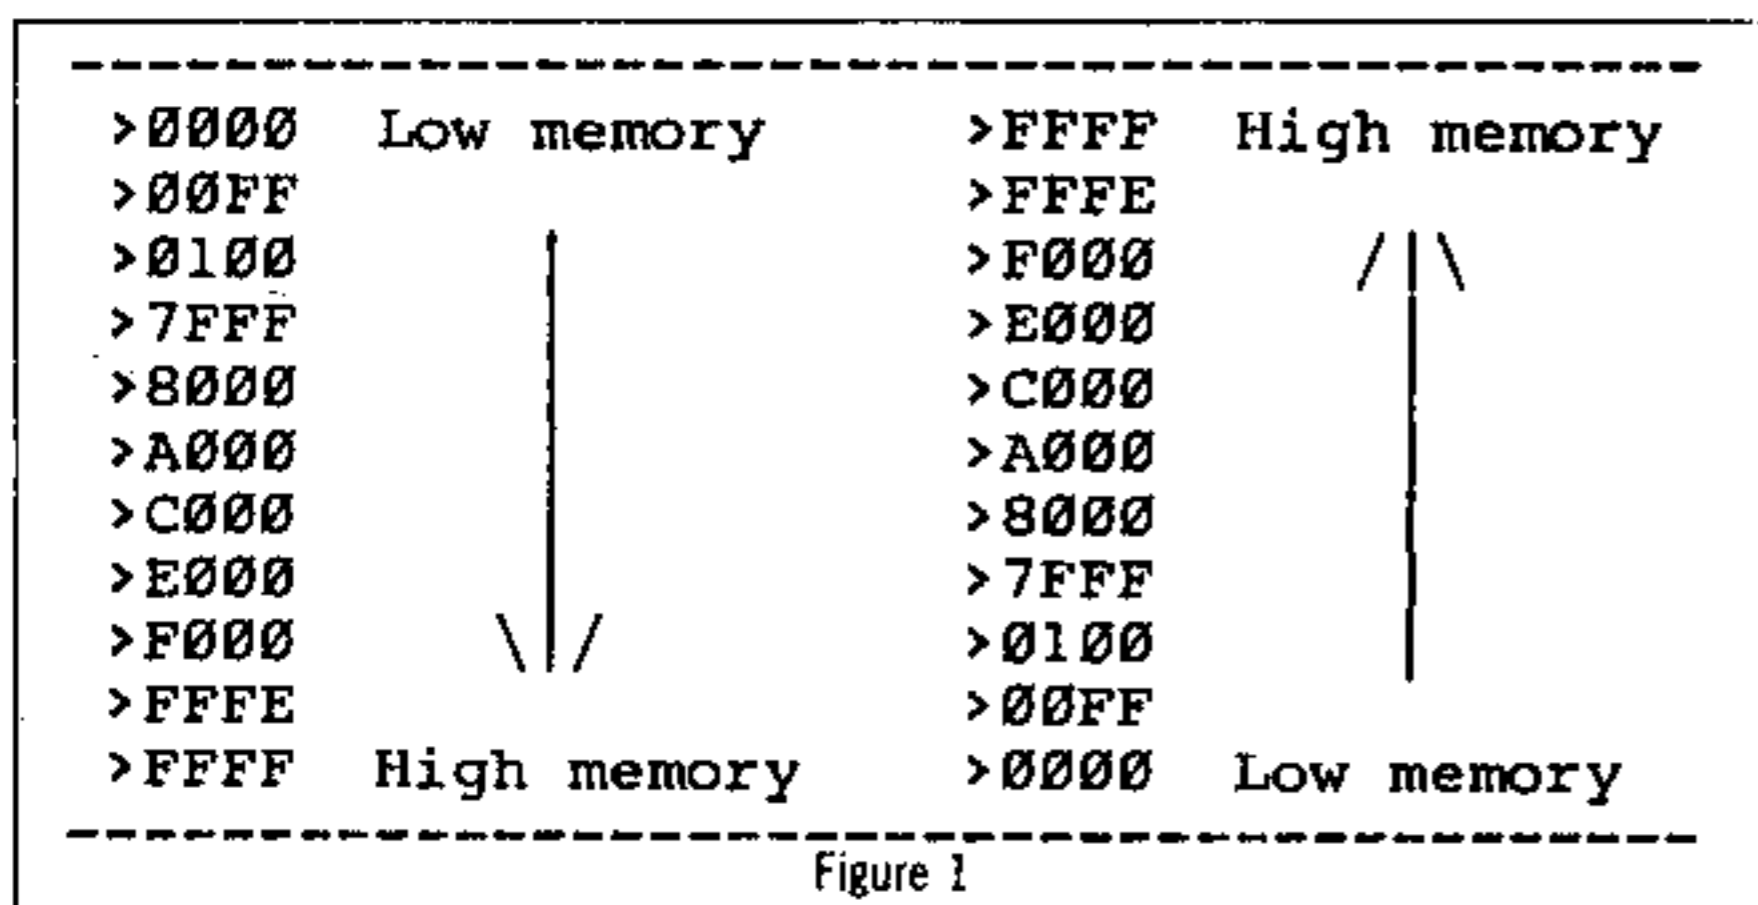 >0000 Low memory >FFFF High memory
>00FF >FFFE
>0100 >F000
>7FFF >E000
>8000 >C000
>A000 >A000
>C000 >8000
>E000 >7FFF
>F000 >0100
>FFFE >00FF
>FFFF High memory >0000 Low memory
Figure 1